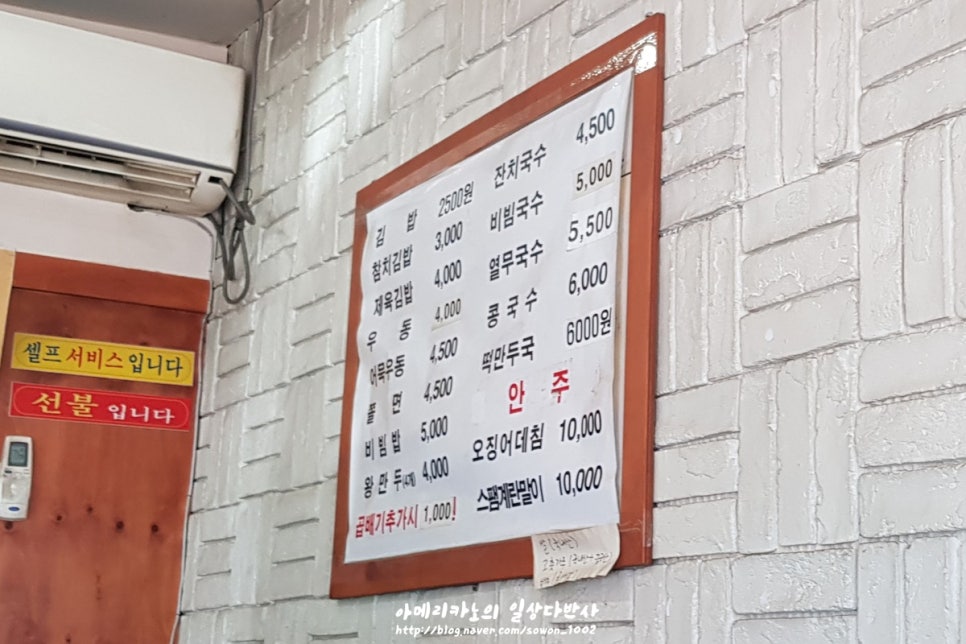 셀프서비스입니다
선불 입니다
김 밥 2500원
참치김밥 3,000
제육김밥 4,000
우 동 4,000
어묵우동 4,500
쫄 면 4,500
비빔밥 5,000
왕만두(4개) 4,000
곱배기추가시 1,000!
잔치국수 4,500
비빔국수 5,000
열무국수 5,500
콩국수 6,000
떡만두국 6000원
안 주
오징어데침 10,000
스팸계란말이 10,000
아메리카노의 일상다반사
http://blog.naver.com/sowon_1002